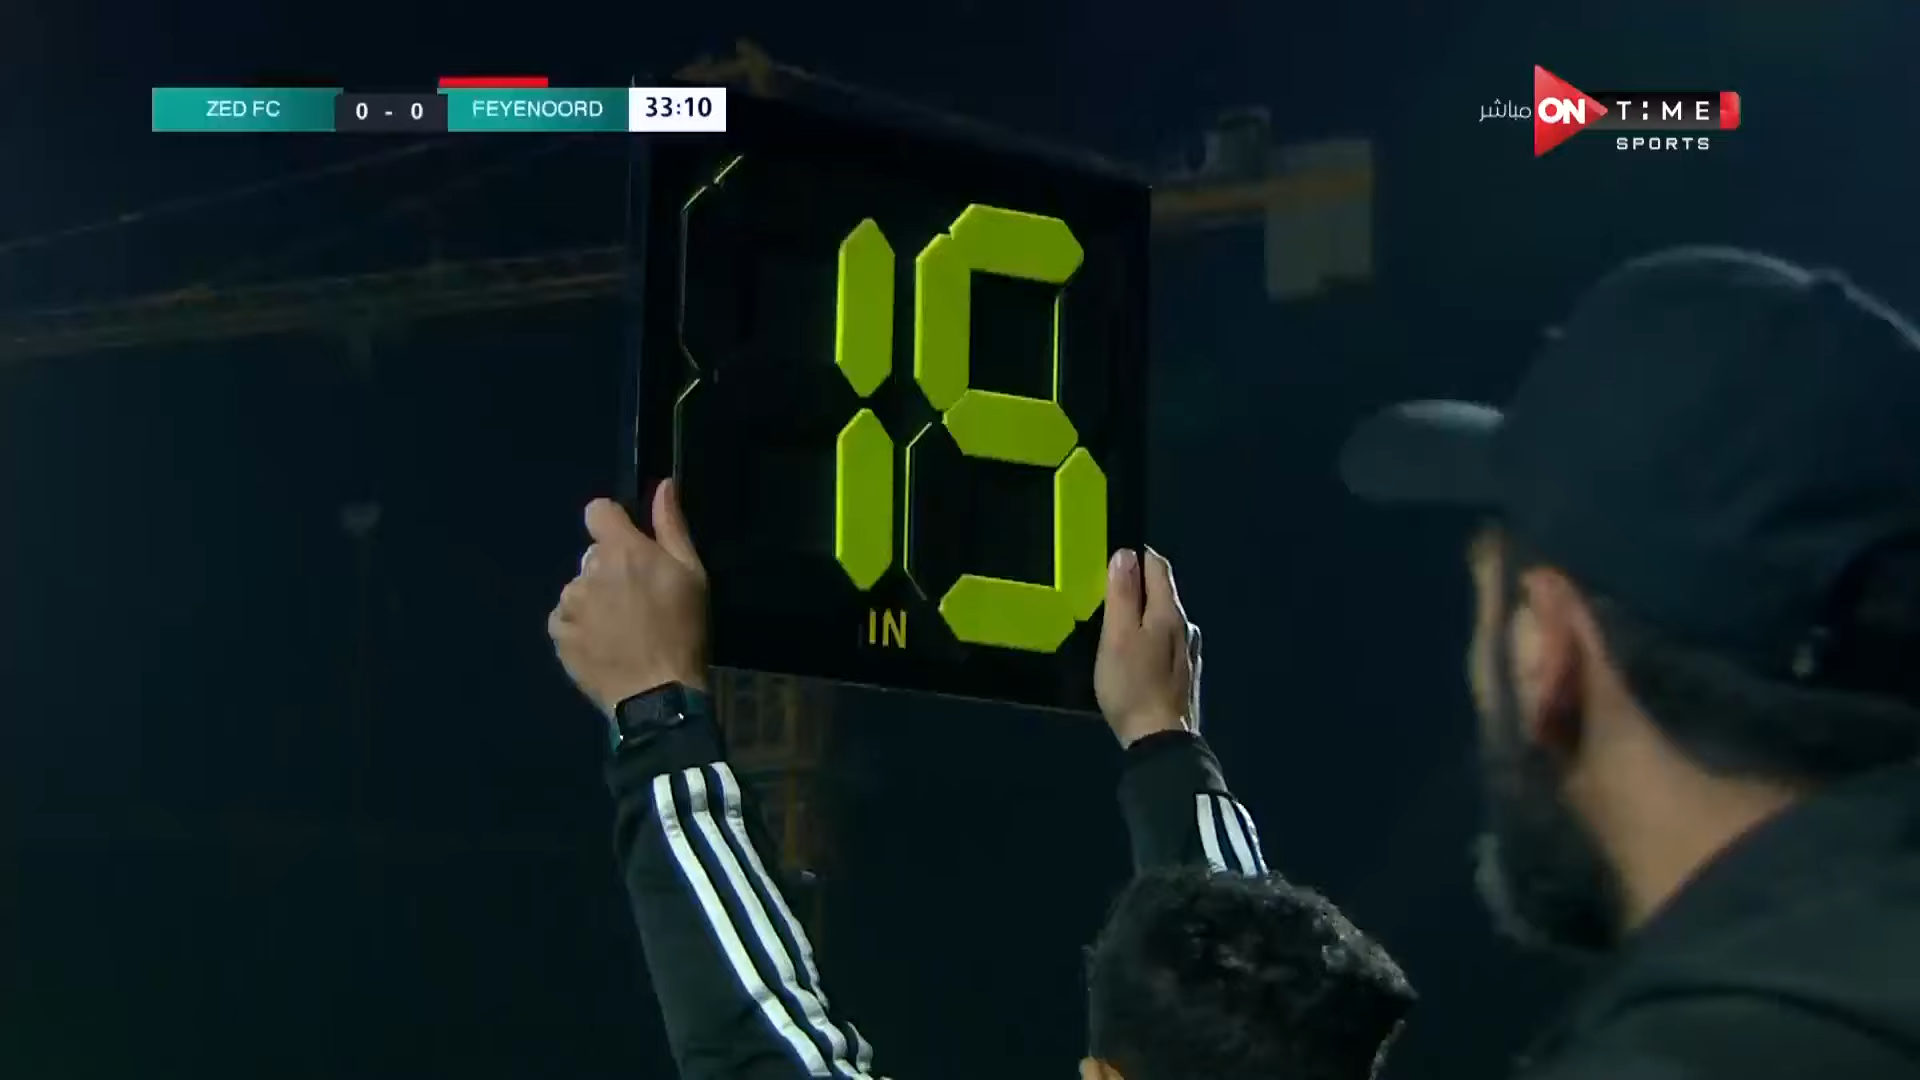 ZED FC 0 - 0 FEYENOORD 33:10
مباشر ON TIME
SPORTS
15
IN